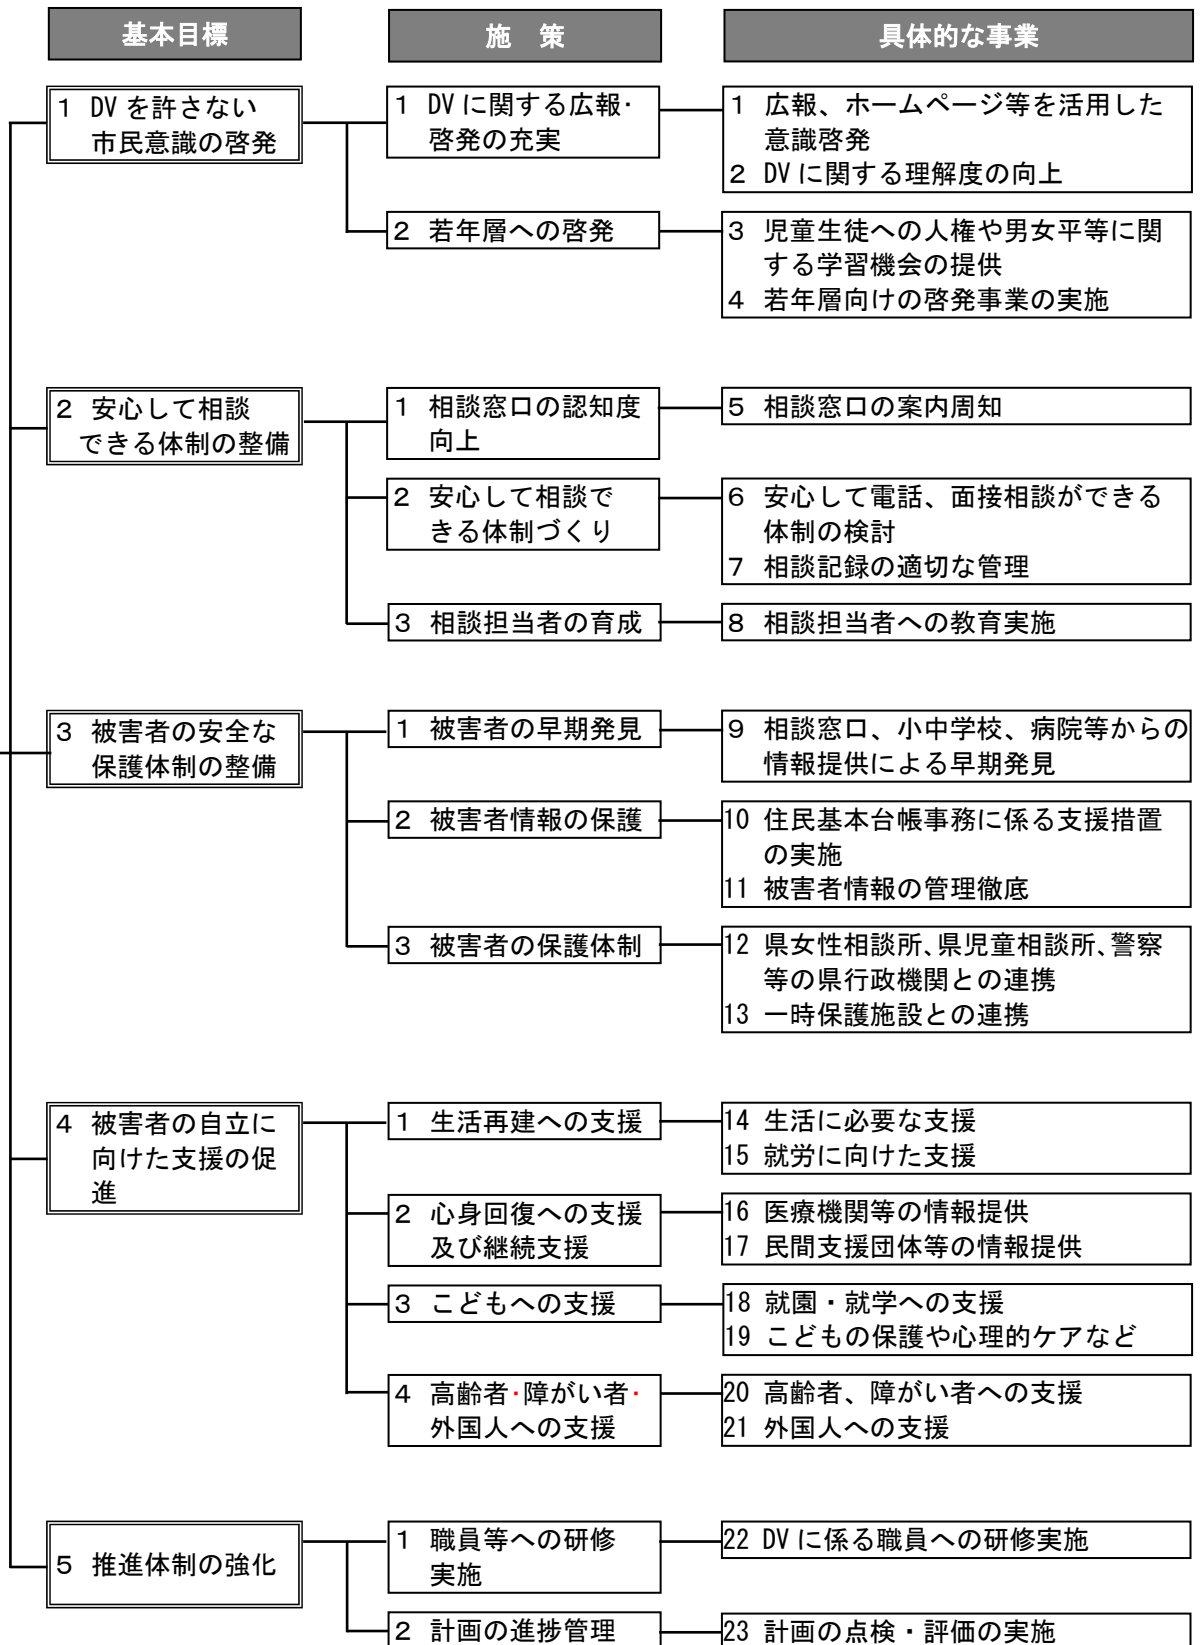 基本目標
施　策
具体的な事業
1 DVを許さない
市民意識の啓発
1 DVに関する広報・
啓発の充実
1 広報、ホームページ等を活用した
意識啓発
2 DVに関する理解度の向上
2 若年層への啓発
3 児童生徒への人権や男女平等に関
する学習機会の提供
4 若年層向けの啓発事業の実施
2 安心して相談
できる体制の整備
1 相談窓口の認知度
向上
5 相談窓口の案内周知
2 安心して相談で
きる体制づくり
6 安心して電話、面接相談ができる
体制の検討
7 相談記録の適切な管理
3 相談担当者の育成
8 相談担当者への教育実施
3 被害者の安全な
保護体制の整備
1 被害者の早期発見
9 相談窓口、小中学校、病院等からの
情報提供による早期発見
2 被害者情報の保護
10 住民基本台帳事務に係る支援措置
の実施
11 被害者情報の管理徹底
3 被害者の保護体制
12 県女性相談所、県児童相談所、警察
等の県行政機関との連携
13 一時保護施設との連携
4 被害者の自立に
向けた支援の促
進
1 生活再建への支援
14 生活に必要な支援
15 就労に向けた支援
2 心身回復への支援
及び継続支援
16 医療機関等の情報提供
17 民間支援団体等の情報提供
3 こどもへの支援
18 就園・就学への支援
19 こどもの保護や心理的ケアなど
4 高齢者・障がい者・
外国人への支援
20 高齢者、障がい者への支援
21 外国人への支援
5 推進体制の強化
1 職員等への研修
実施
22 DVに係る職員への研修実施
2 計画の進捗管理
23 計画の点検・評価の実施